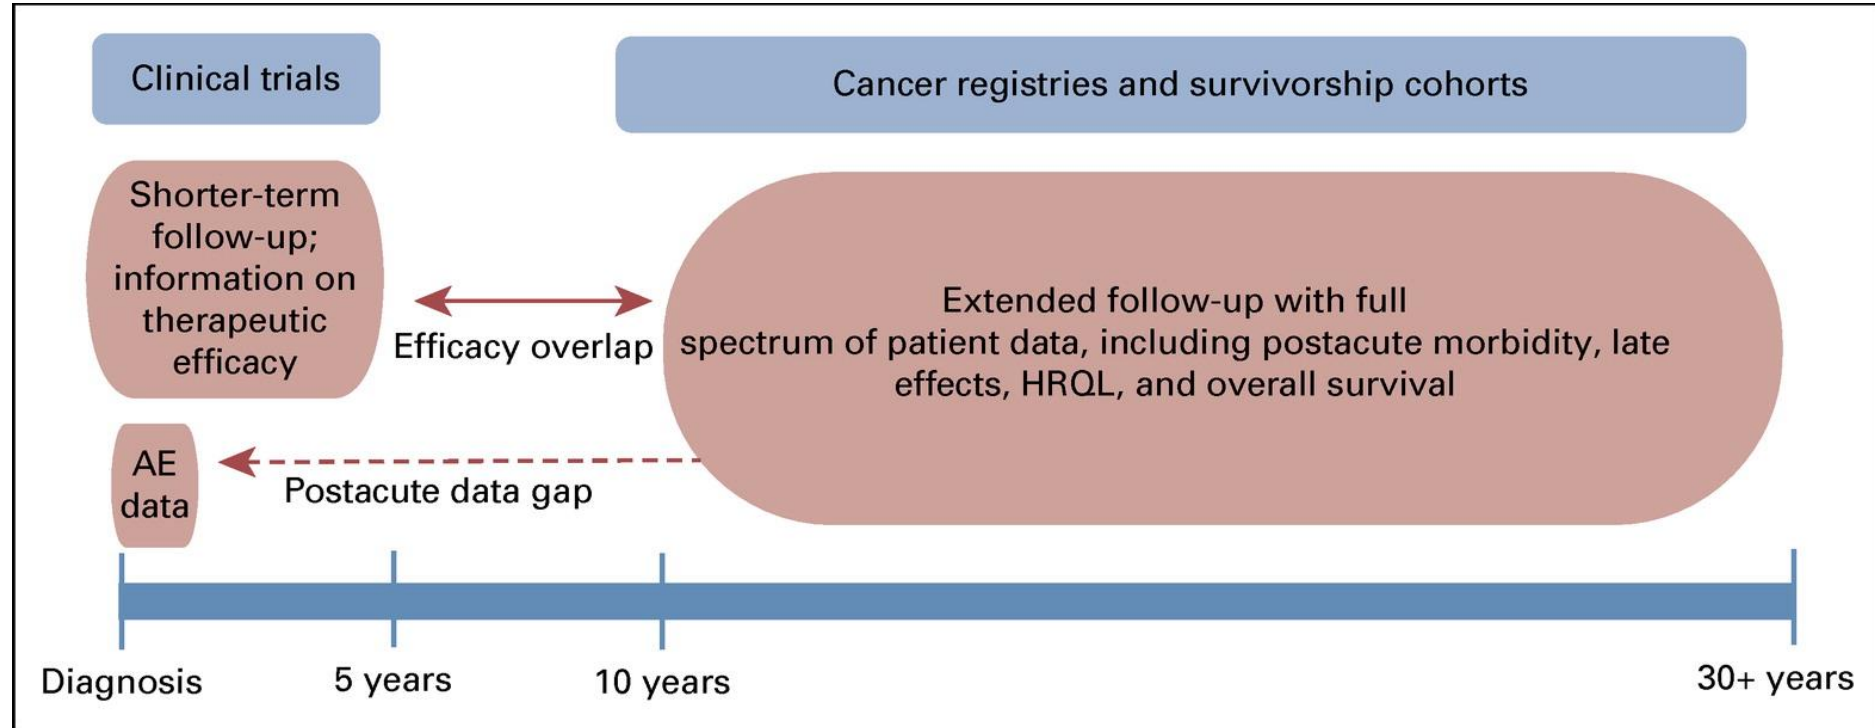 Clinical trials
Cancer registries and survivorship cohorts
Shorter-term
follow-up;
information on
therapeutic
efficacy
Efficacy overlap
Extended follow-up with full
spectrum of patient data, including postacute morbidity, late
effects, HRQL, and overall survival
AE
data
Postacute data gap
Diagnosis
5 years
10 years
30+ years